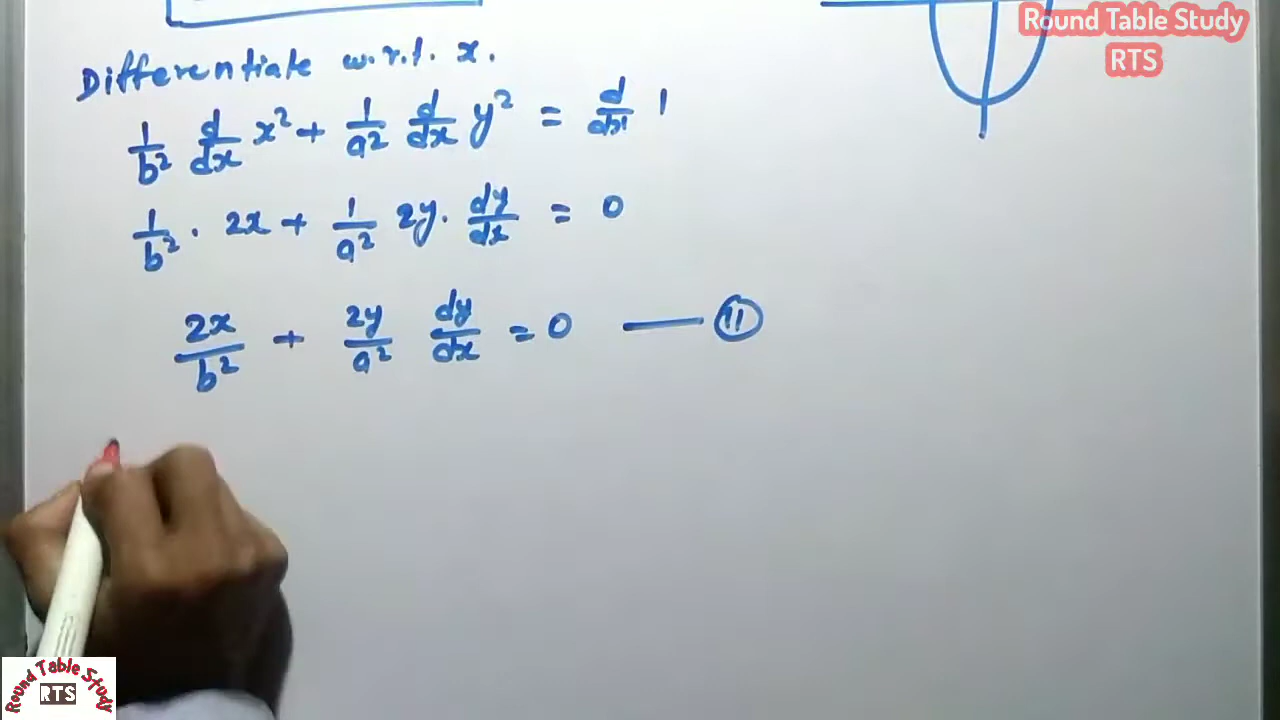 Round Table Study
RTS
Differentiate w.r.t. x.
1/b² d/dx x² + 1/a² d/dx y² = d/dx 1
1/b² . 2x + 1/a² 2y. dy/dx = 0
2x/b² + 2y/a² dy/dx = 0 — (11)
Round Table Study
RTS